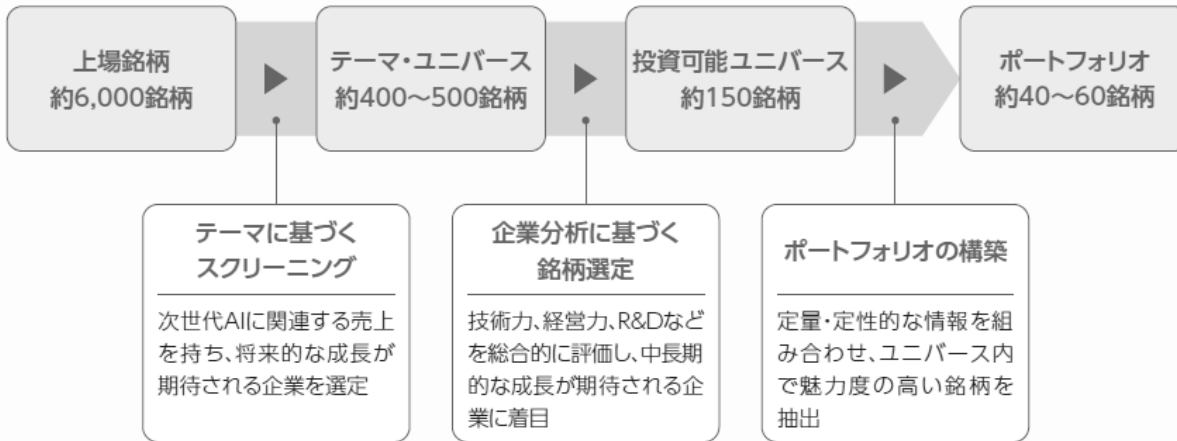 上場銘柄
約6,000銘柄
テーマ・ユニバース
約400～500銘柄
投資可能ユニバース
約150銘柄
ポートフォリオ
約40～60銘柄
テーマに基づく
スクリーニング
次世代AIに関連する売上
を持ち、将来的な成長が
期待される企業を選定
企業分析に基づく
銘柄選定
技術力、経営力、R&Dなど
を総合的に評価し、中長期
的な成長が期待される企
業に着目
ポートフォリオの構築
定量・定性的な情報を組
み合わせ、ユニバース内
で魅力度の高い銘柄を
抽出